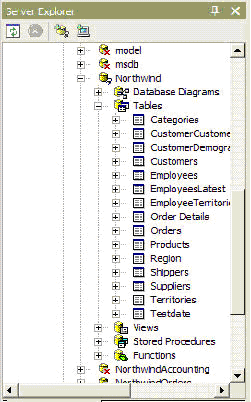 Server Explorer
model
msdb
Northwind
Database Diagrams
Tables
Categories
CustomerCustome
CustomerDemogra
Customers
Employees
EmployeesLatest
EmployeeTerritorie
Order Details
Orders
Products
Region
Shippers
Suppliers
Territories
Testdate
Views
Stored Procedures
Functions
NorthwindAccounting
NorthwindOrders